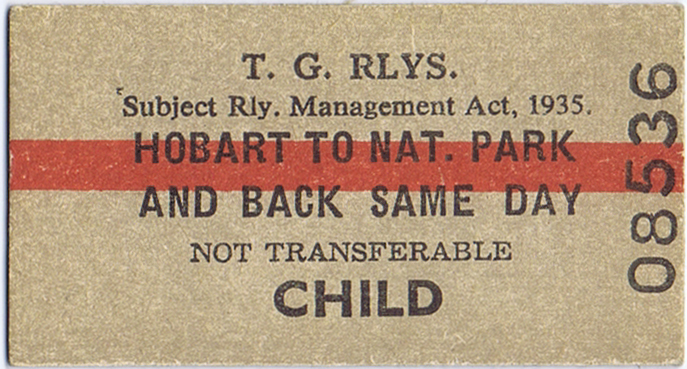 T. G. RLYS.
Subject Rly. Management Act, 1935.
HOBART TO NAT. PARK
AND BACK SAME DAY
NOT TRANSFERABLE
CHILD
08536